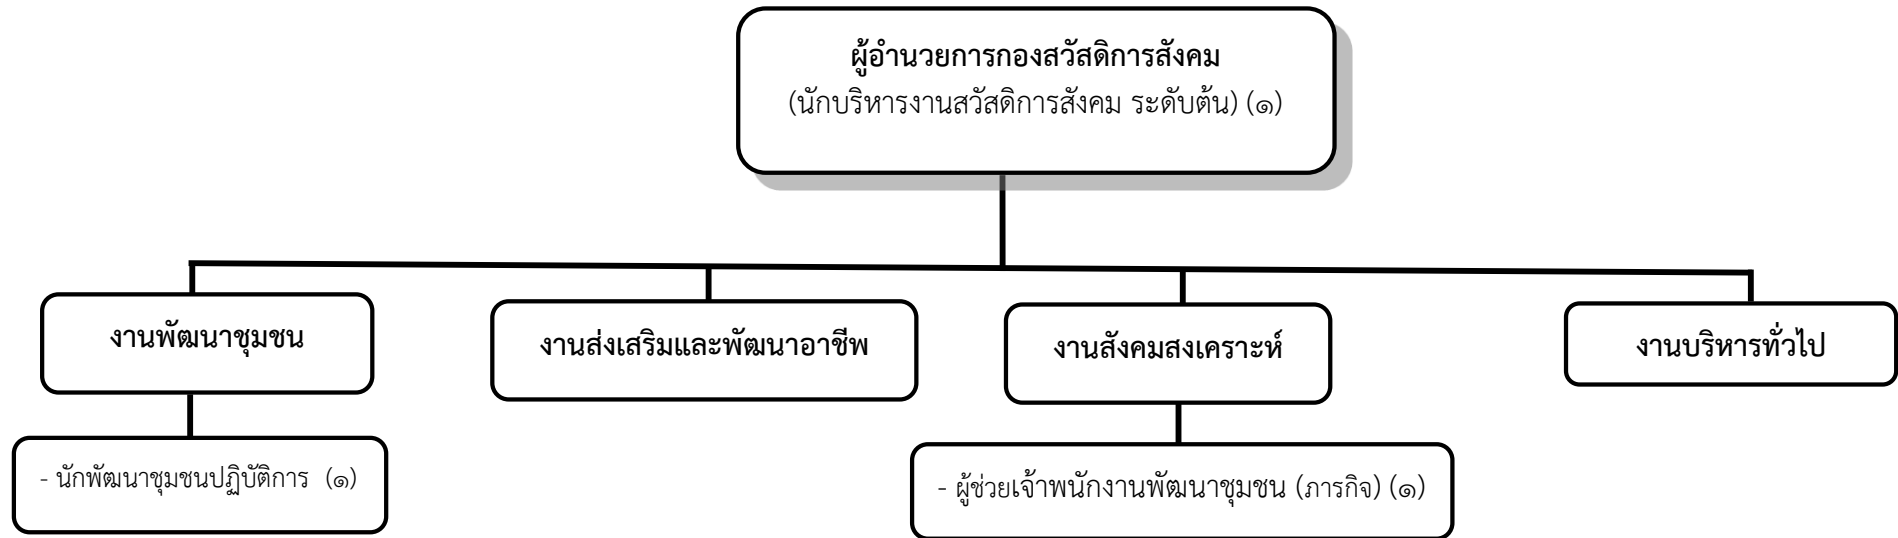 ผู้อำนวยการกองสวัสดิการสังคม
(นักบริหารงานสวัสดิการสังคม ระดับต้น) (๑)
งานพัฒนาชุมชน
งานส่งเสริมและพัฒนาอาชีพ
งานสังคมสงเคราะห์
งานบริหารทั่วไป
- นักพัฒนาชุมชนปฏิบัติการ (๑)
- ผู้ช่วยเจ้าพนักงานพัฒนาชุมชน (ภารกิจ) (๑)